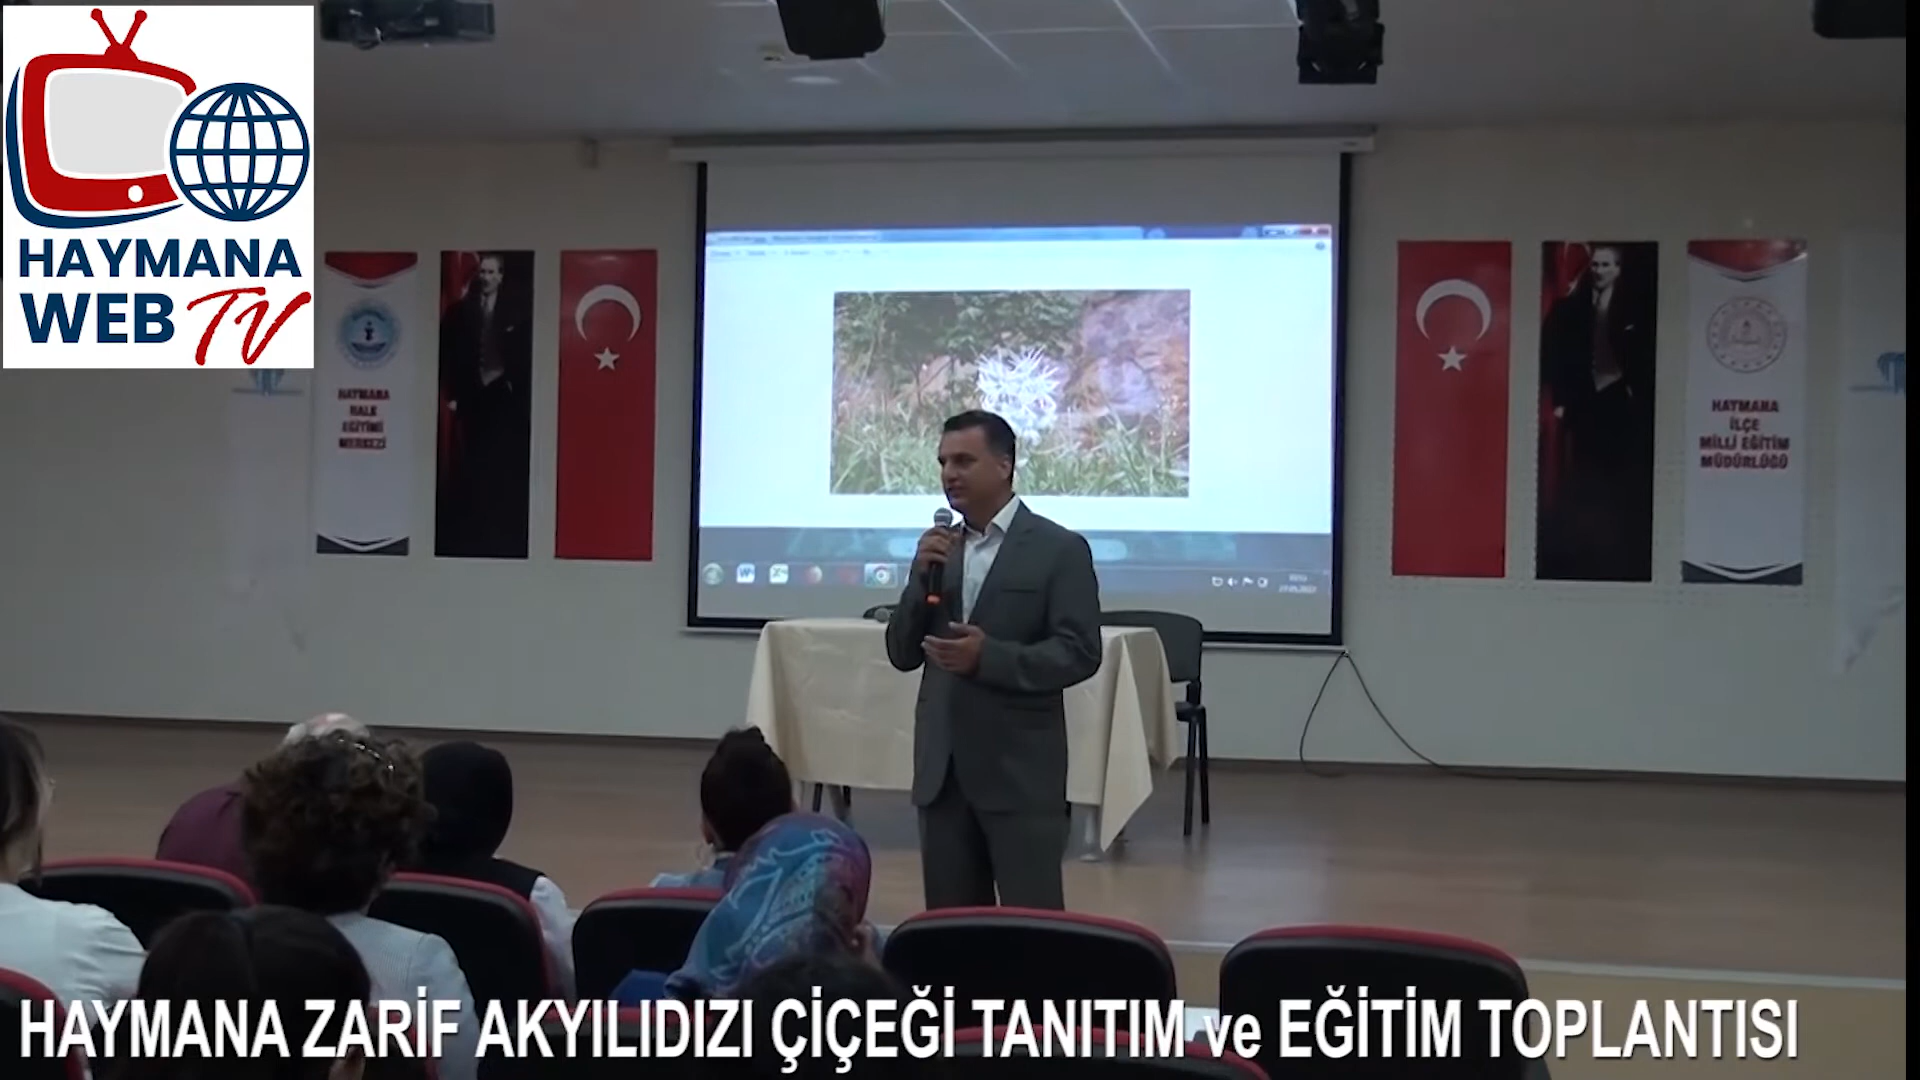 HAYMANA
WEB TV
HAYMANA
HALK
EĞİTİMİ
MERKEZİ
HAYMANA
İLÇE
MİLLİ EĞİTİM
MÜDÜRLÜĞÜ
HAYMANA ZARİF AKYILIDIZI ÇİÇEĞİ TANITIM ve EĞİTİM TOPLANTISI